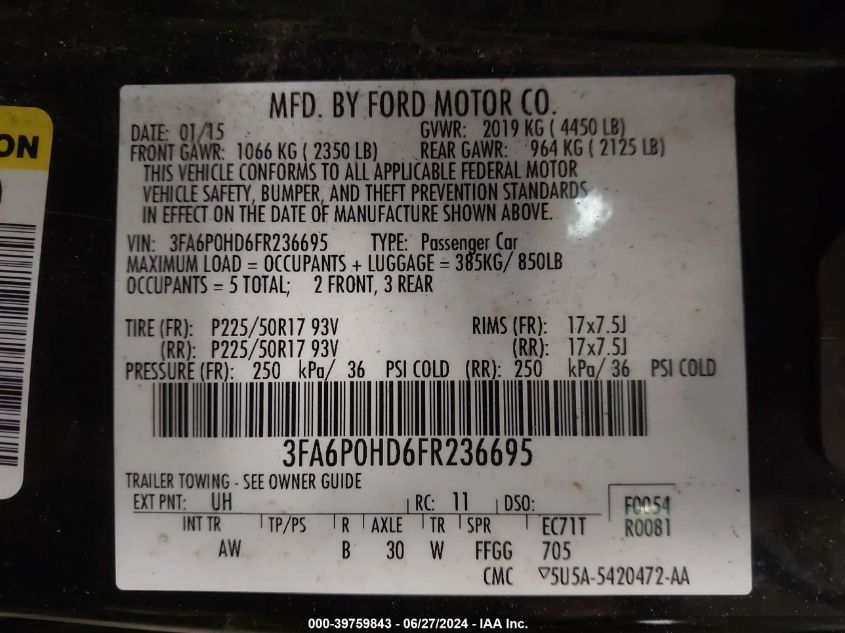 ON
MFD. BY FORD MOTOR CO.
DATE: 01/15 GVWR: 2019 KG ( 4450 LB)
FRONT GAWR: 1066 KG ( 2350 LB) REAR GAWR: 964 KG ( 2125 LB)
THIS VEHICLE CONFORMS TO ALL APPLICABLE FEDERAL MOTOR
VEHICLE SAFETY, BUMPER, AND THEFT PREVENTION STANDARDS
IN EFFECT ON THE DATE OF MANUFACTURE SHOWN ABOVE.
VIN: 3FA6P0HD6FR236695 TYPE: Passenger Car
MAXIMUM LOAD = OCCUPANTS + LUGGAGE = 385KG/ 850LB
OCCUPANTS = 5 TOTAL; 2 FRONT, 3 REAR
TIRE (FR): P225/50R17 93V RIMS (FR): 17x7.5J
(RR): P225/50R17 93V (RR): 17x7.5J
PRESSURE (FR): 250 kPa/ 36 PSI COLD (RR): 250 kPa/ 36 PSI COLD
3FA6P0HD6FR236695
TRAILER TOWING - SEE OWNER GUIDE
EXT PNT: UH RC: 11 DSO: F0054
INT TR TP/PS R AXLE TR SPR EC71T R0081
AW B 30 W FFGG 705
CMC ▽5U5A-5420472-AA
000-39759843 - 06/27/2024 - IAA Inc.